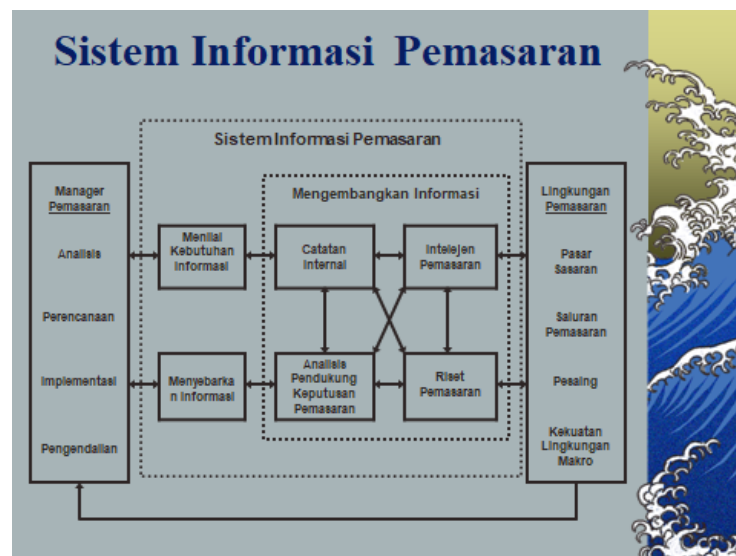 Sistem Informasi Pemasaran
Sistem Informasi Pemasaran
Manager
Pemasaran
Analisis
Perencanaan
Implementasi
Pengendalian
Menilai
Kebutuhan
Informasi
Menyebarka
n Informasi
Mengembangkan Informasi
Catatan
Internal
Intelejen
Pemasaran
Analisis
Pendukung
Keputusan
Pemasaran
Riset
Pemasaran
Lingkungan
Pemasaran
Pasar
Sasaran
Saluran
Pemasaran
Pesaing
Kekuatan
Lingkungan
Makro